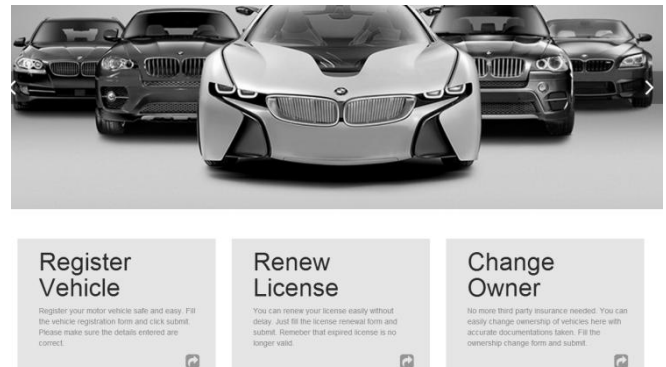 Register
Vehicle
Register your motor vehicle safe and easy. Fill
the vehicle registration form and click submit.
Please make sure the details entered are
correct.
Renew
License
You can renew your license easily without
delay. Just fill the license renewal form and
submit. Remeber that expired license is no
longer valid.
Change
Owner
No more third party insurance needed. You can
easily change ownership of vehicles here with
accurate documentations taken. Fill the
ownership change form and submit.